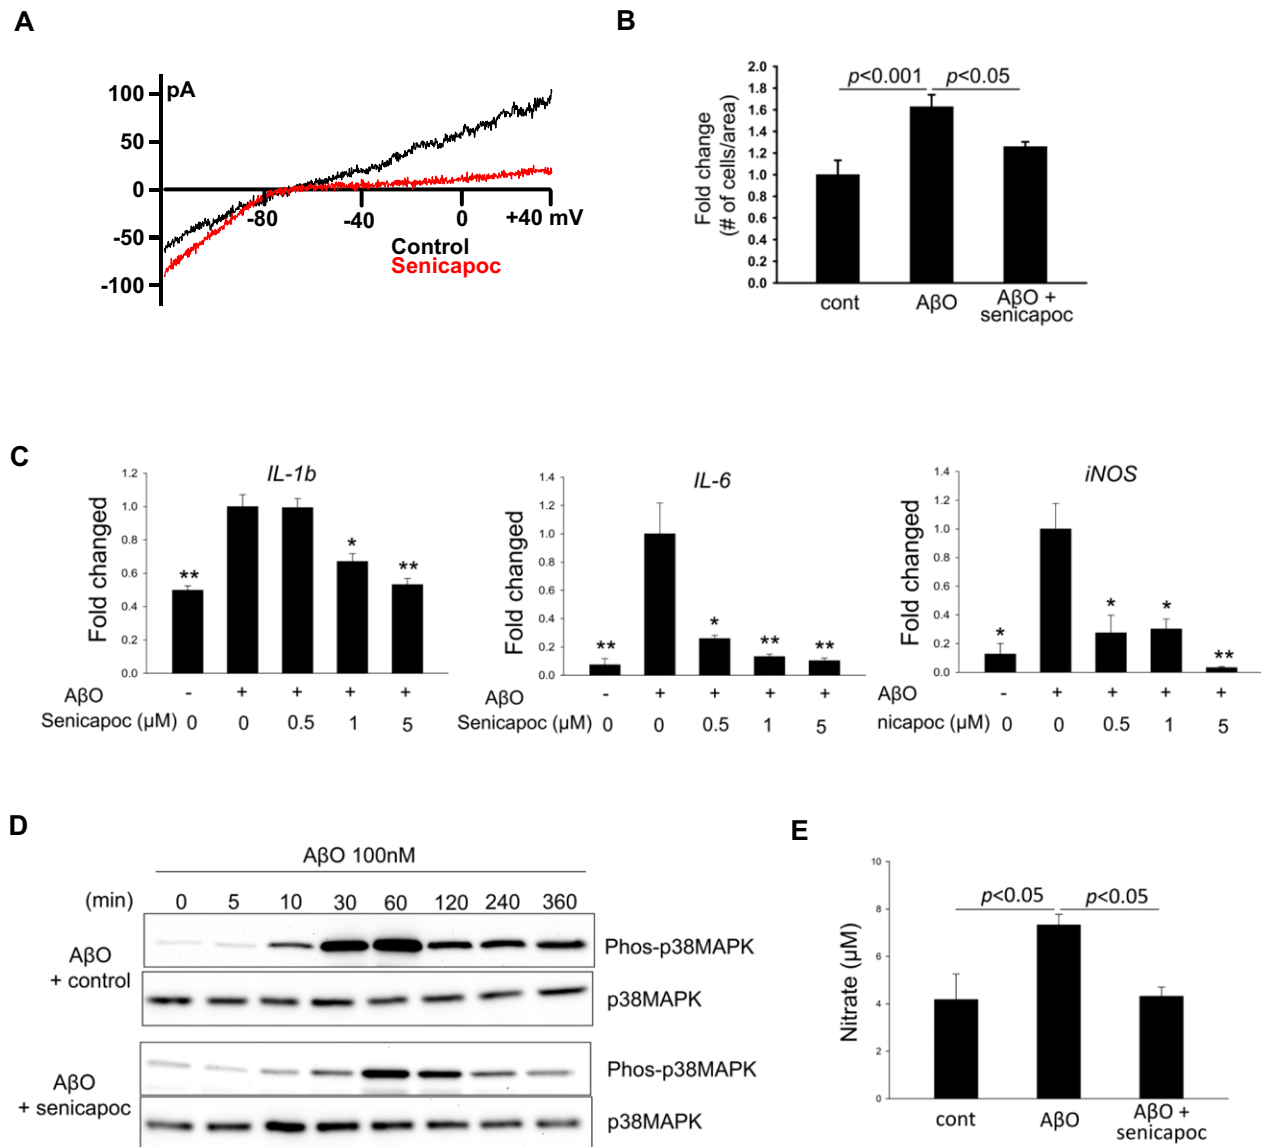 A
pA
100
50
0
-50
-100
-80
-40
0
+40 mV
Control
Senicapoc
B
Fold change
(# of cells/area)
2.0
1.8
1.6
1.4
1.2
1.0
0.8
0.6
0.4
0.2
0.0
p<0.001
p<0.05
cont
AβO
AβO +
senicapoc
C
IL-1b
Fold changed
1.2
1.0
0.8
0.6
0.4
0.2
0.0
**
*
**
AβO - + + + +
Senicapoc (μM) 0 0 0.5 1 5
IL-6
Fold changed
1.4
1.2
1.0
0.8
0.6
0.4
0.2
0.0
**
*
**
**
AβO - + + + +
Senicapoc (μM) 0 0 0.5 1 5
iNOS
Fold changed
1.4
1.2
1.0
0.8
0.6
0.4
0.2
0.0
*
*
*
**
AβO - + + + +
nicapoc (μM) 0 0 0.5 1 5
D
AβO 100nM
(min) 0 5 10 30 60 120 240 360
AβO
+ control
Phos-p38MAPK
p38MAPK
AβO
+ senicapoc
Phos-p38MAPK
p38MAPK
E
Nitrate (μM)
10
8
6
4
2
0
p<0.05
p<0.05
cont
AβO
AβO +
senicapoc